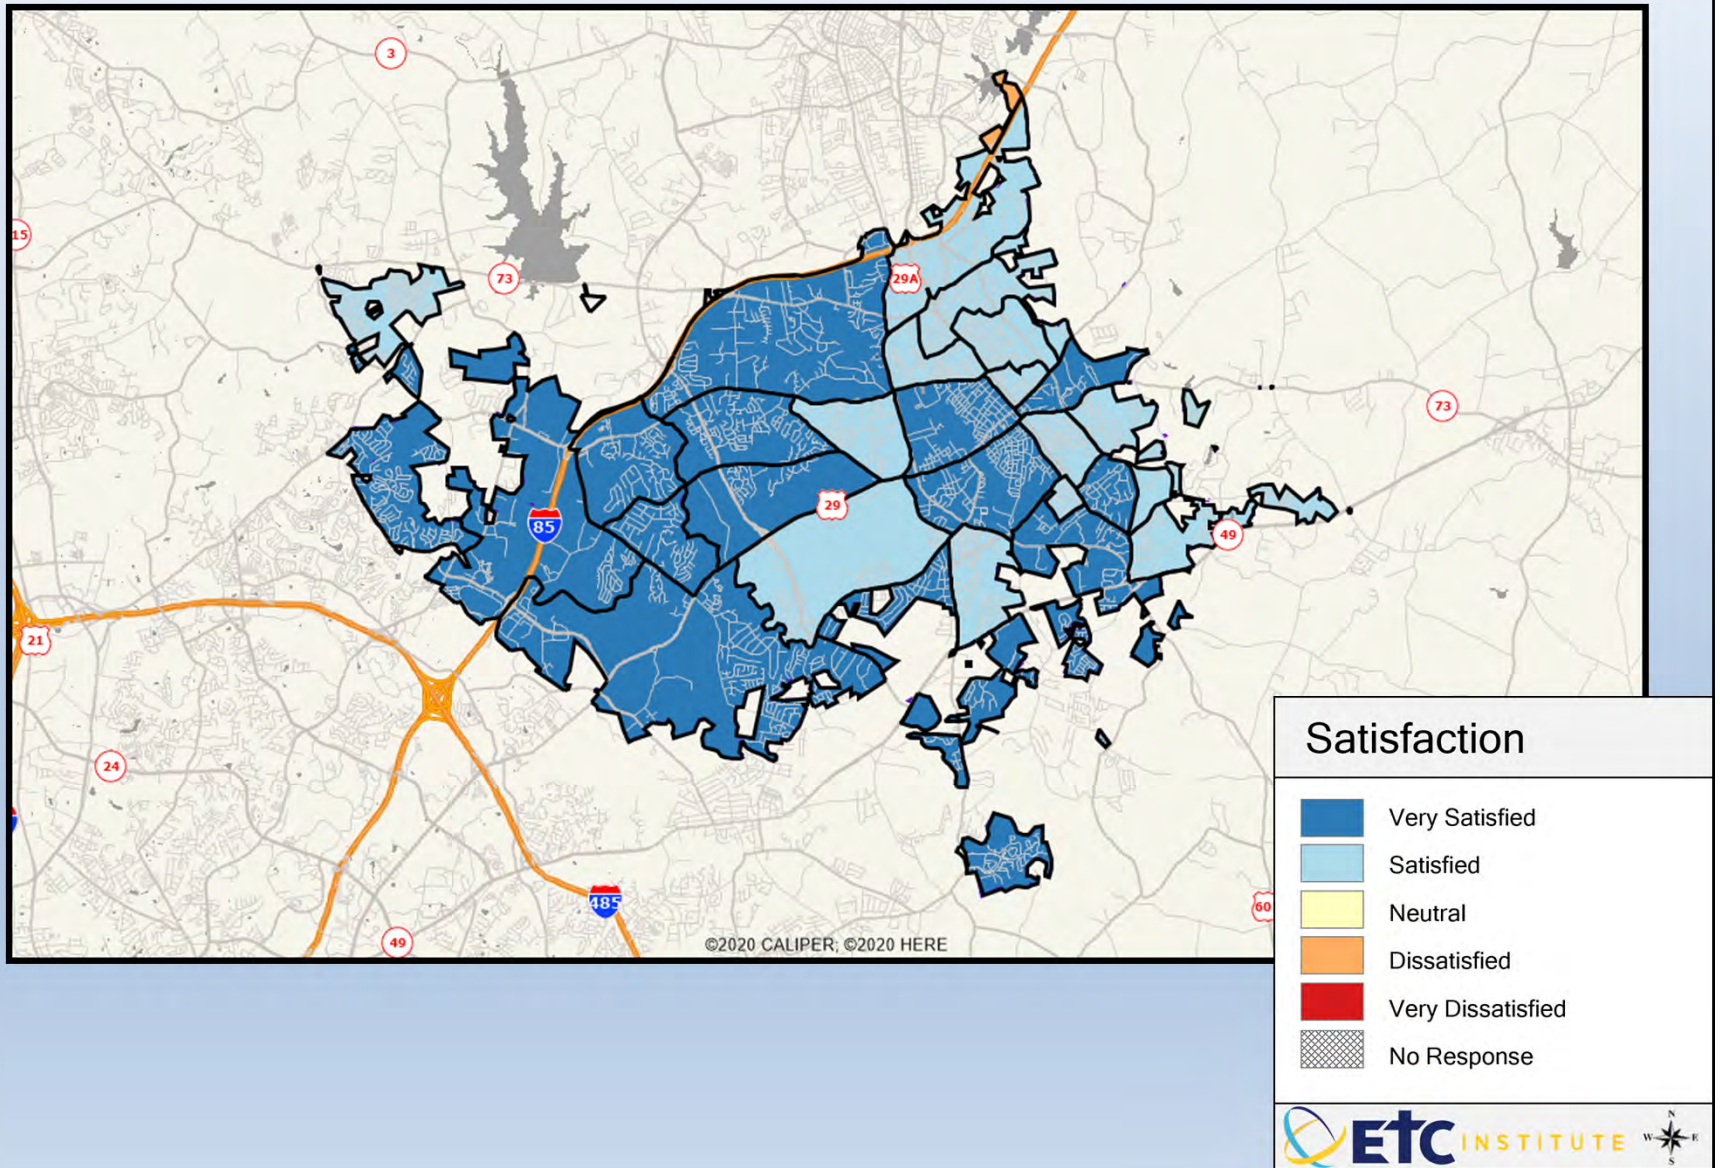 3
15
73
29A
73
29
85
49
21
24
485
60
49
©2020 CALIPER; ©2020 HERE
Satisfaction
Very Satisfied
Satisfied
Neutral
Dissatisfied
Very Dissatisfied
No Response
ETC INSTITUTE
N
W E
S